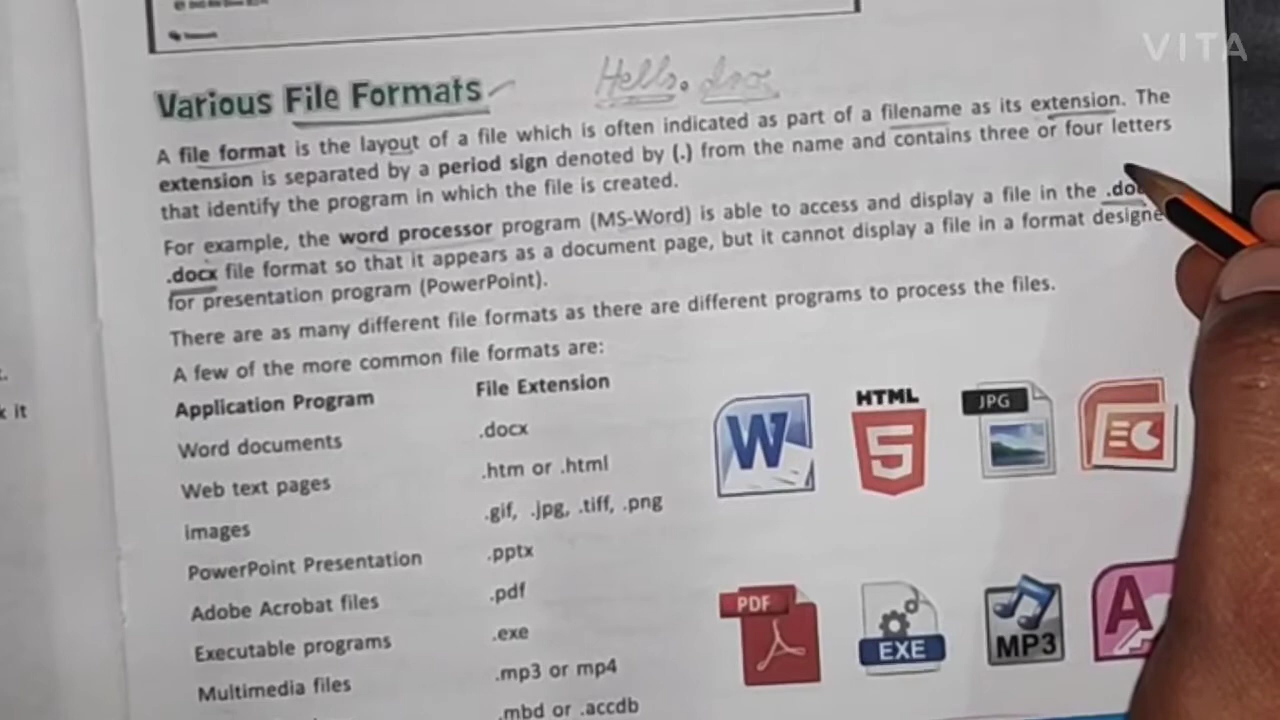 VITA
Various File Formats
Hello. docx
A file format is the layout of a file which is often indicated as part of a filename as its extension. The
extension is separated by a period sign denoted by (.) from the name and contains three or four letters
that identify the program in which the file is created.
For example, the word processor program (MS-Word) is able to access and display a file in the
.docx file format so that it appears as a document page, but it cannot display a file in a format
for presentation program (PowerPoint).
There are as many different file formats as there are different programs to process the files.
A few of the more common file formats are:
Application Program File Extension
Word documents .docx
Web text pages .htm or .html
images .gif, .jpg, .tiff, .png
PowerPoint Presentation .pptx
Adobe Acrobat files .pdf
Executable programs .exe
Multimedia files .mp3 or mp4
.mbd or .accdb
W
HTML
5
JPG
PDF
EXE
MP3
A
k it